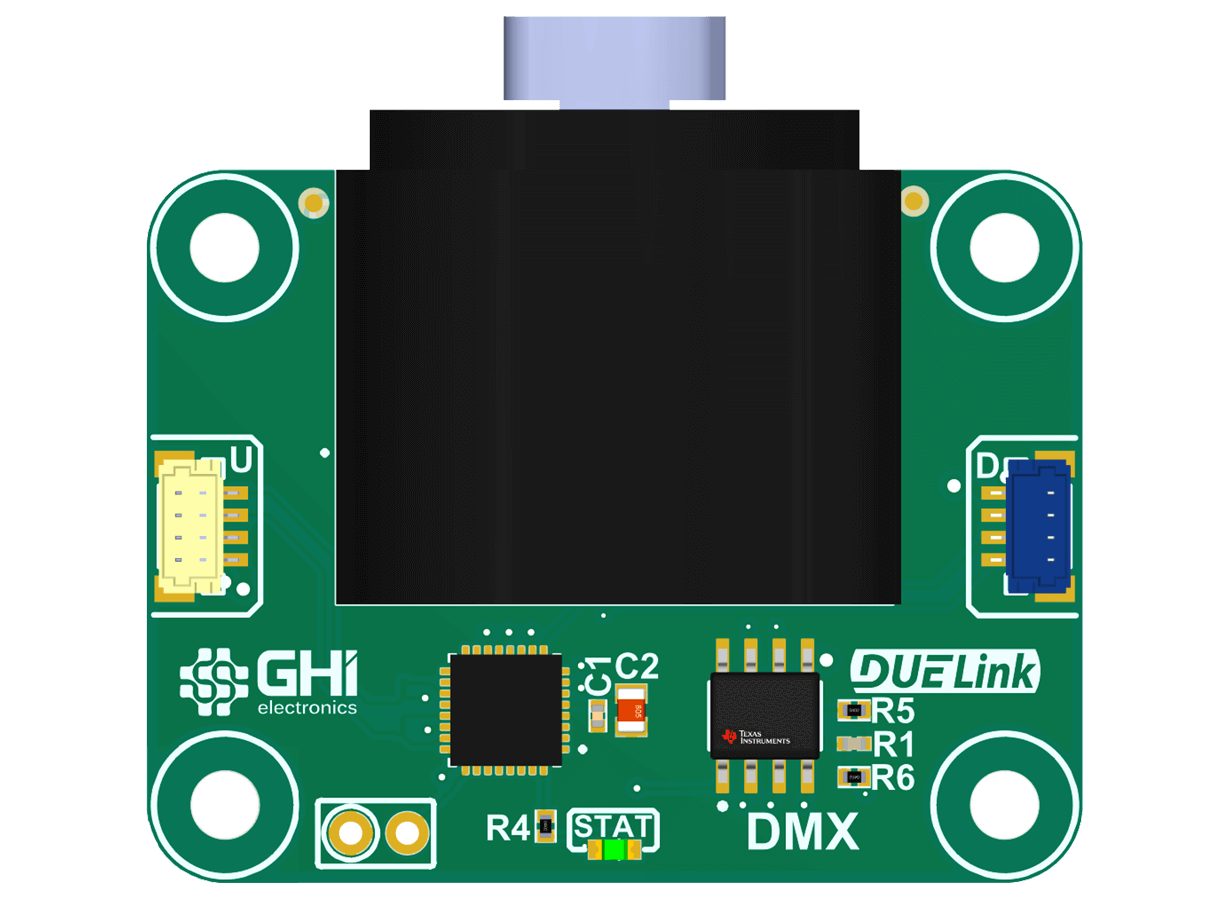 U
D
GHI
electronics
C1
C2
DUELink
TEXAS
INSTRUMENTS
R5
R1
R6
R4
STAT
DMX